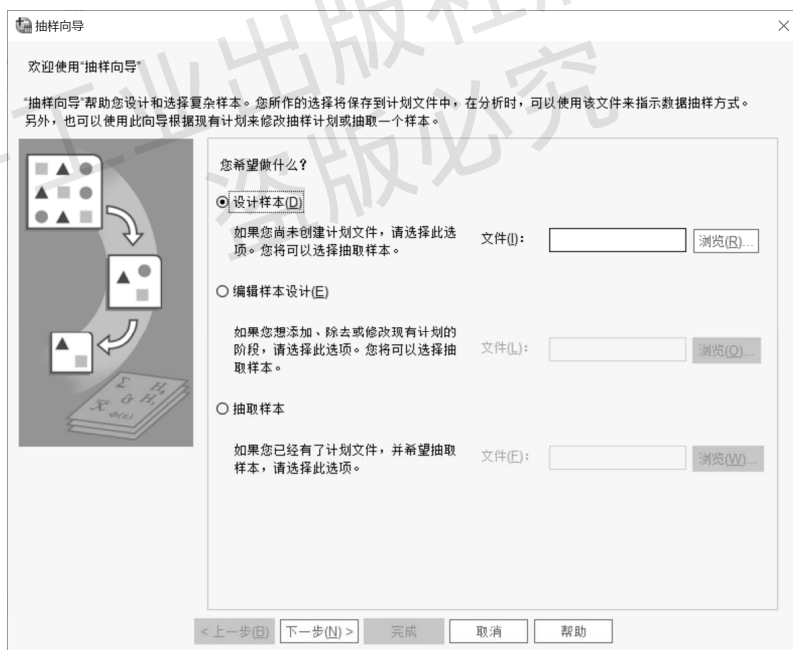 抽样向导
欢迎使用“抽样向导”
“抽样向导”帮助您设计和选择复杂样本。您所作的选择将保存到计划文件中，在分析时，可以使用该文件来指示数据抽样方式。
另外，也可以使用此向导根据现有计划来修改抽样计划或抽取一个样本。
您希望做什么？
设计样本(D)
如果您尚未创建计划文件，请选择此选
项。您将可以选择抽取样本。
文件(I)：
浏览(R)...
编辑样本设计(E)
如果您想添加、除去或修改现有计划的
阶段，请选择此选项。您将可以选择抽
取样本。
文件(L)：
浏览(O)...
抽取样本
如果您已经有了计划文件，并希望抽取
样本，请选择此选项。
文件(F)：
浏览(W)...
< 上一步(B)
下一步(N) >
完成
取消
帮助
工业出版社
盗版必究